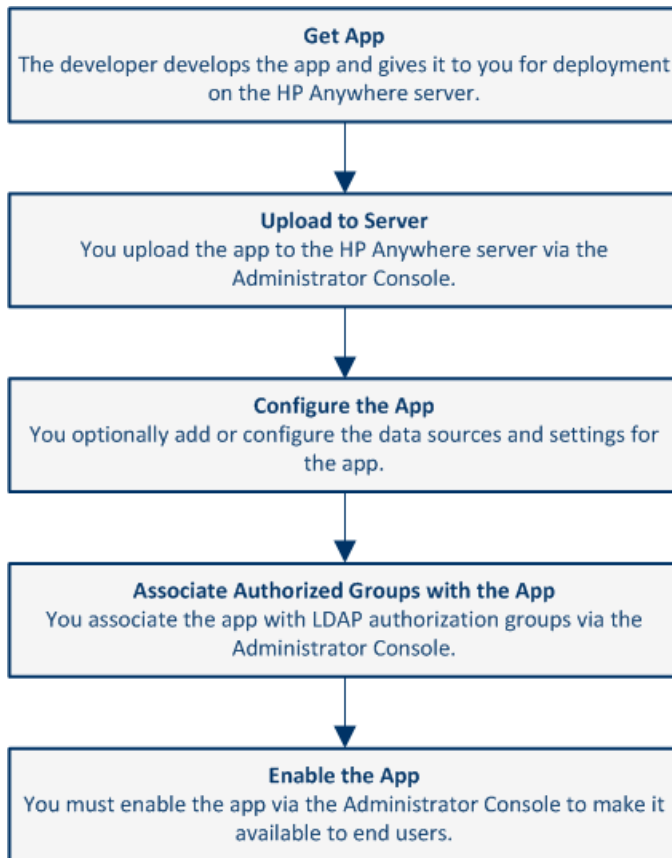 Get App
The developer develops the app and gives it to you for deployment
on the HP Anywhere server.
Upload to Server
You upload the app to the HP Anywhere server via the
Administrator Console.
Configure the App
You optionally add or configure the data sources and settings for
the app.
Associate Authorized Groups with the App
You associate the app with LDAP authorization groups via the
Administrator Console.
Enable the App
You must enable the app via the Administrator Console to make it
available to end users.